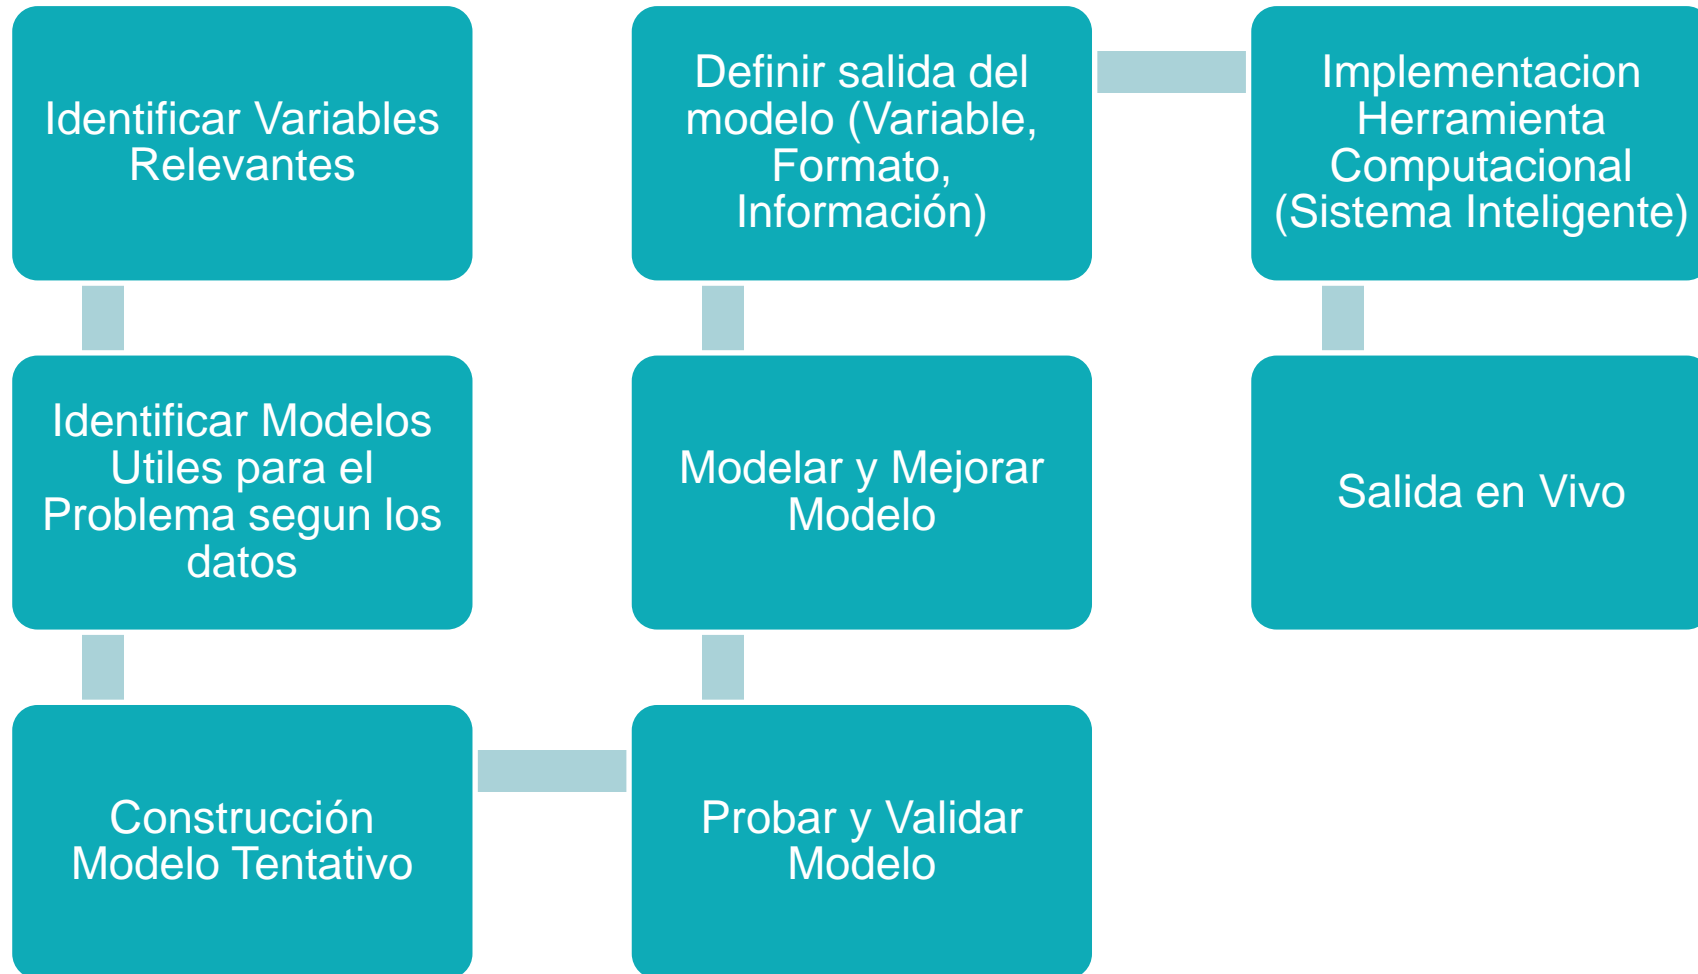 Identificar Variables
Relevantes
Identificar Modelos
Utiles para el
Problema segun los
datos
Construcción
Modelo Tentativo
Probar y Validar
Modelo
Modelar y Mejorar
Modelo
Definir salida del
modelo (Variable,
Formato,
Información)
Implementacion
Herramienta
Computacional
(Sistema Inteligente)
Salida en Vivo